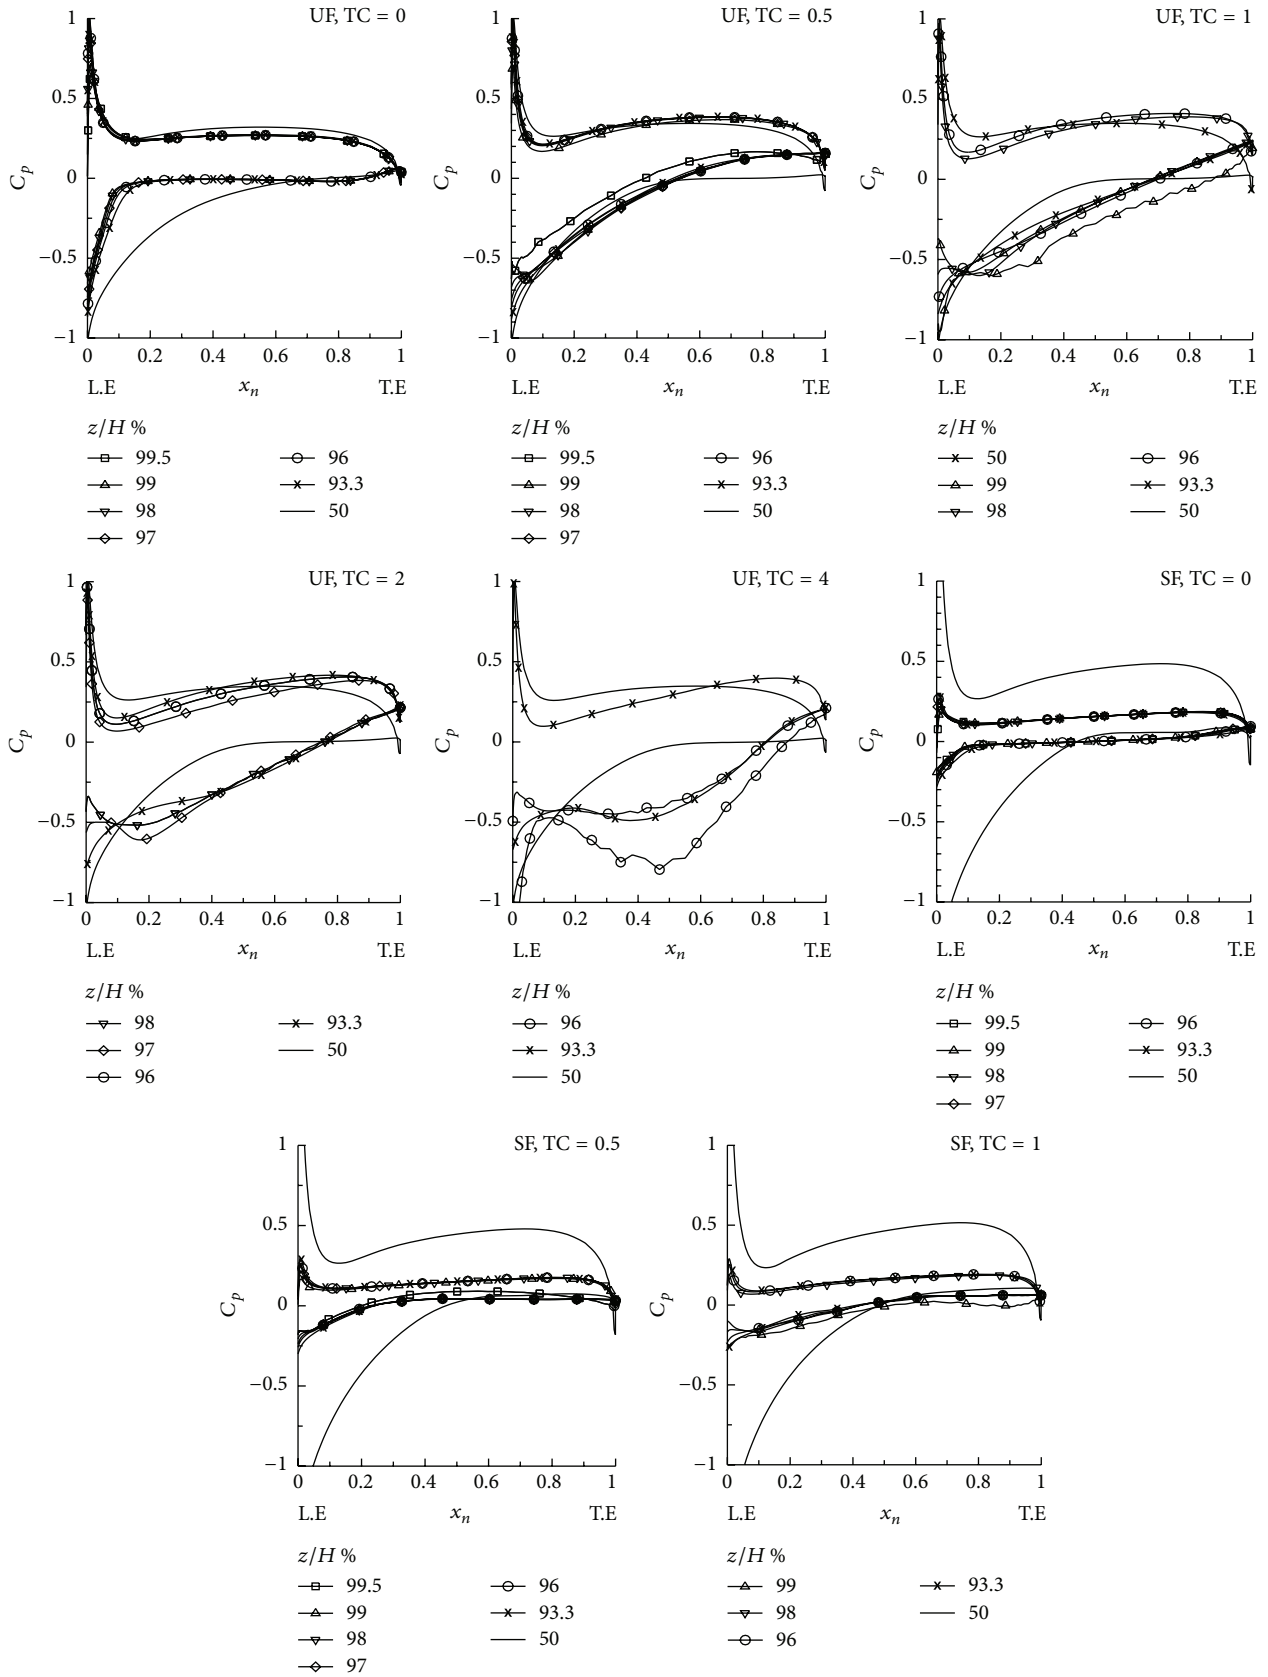 UF, TC = 0
1
0.5
0
−0.5
−1
C_p
0 0.2 0.4 0.6 0.8 1
L.E x_n T.E
z/H %
99.5 96
99 93.3
98 50
97
UF, TC = 0.5
1
0.5
0
−0.5
−1
C_p
0 0.2 0.4 0.6 0.8 1
L.E x_n T.E
z/H %
99.5 96
99 93.3
98 50
97
UF, TC = 1
1
0.5
0
−0.5
−1
C_p
0 0.2 0.4 0.6 0.8 1
L.E x_n T.E
z/H %
50 96
99 93.3
98 50
UF, TC = 2
1
0.5
0
−0.5
−1
C_p
0 0.2 0.4 0.6 0.8 1
L.E x_n T.E
z/H %
98 93.3
97 50
96
UF, TC = 4
1
0.5
0
−0.5
−1
C_p
0 0.2 0.4 0.6 0.8 1
L.E x_n T.E
z/H %
96
93.3
50
SF, TC = 0
1
0.5
0
−0.5
−1
C_p
0 0.2 0.4 0.6 0.8 1
L.E x_n T.E
z/H %
99.5 96
99 93.3
98 50
97
SF, TC = 0.5
1
0.5
0
−0.5
−1
C_p
0 0.2 0.4 0.6 0.8 1
L.E x_n T.E
z/H %
99.5 96
99 93.3
98 50
97
SF, TC = 1
1
0.5
0
−0.5
−1
C_p
0 0.2 0.4 0.6 0.8 1
L.E x_n T.E
z/H %
99 93.3
98 50
96